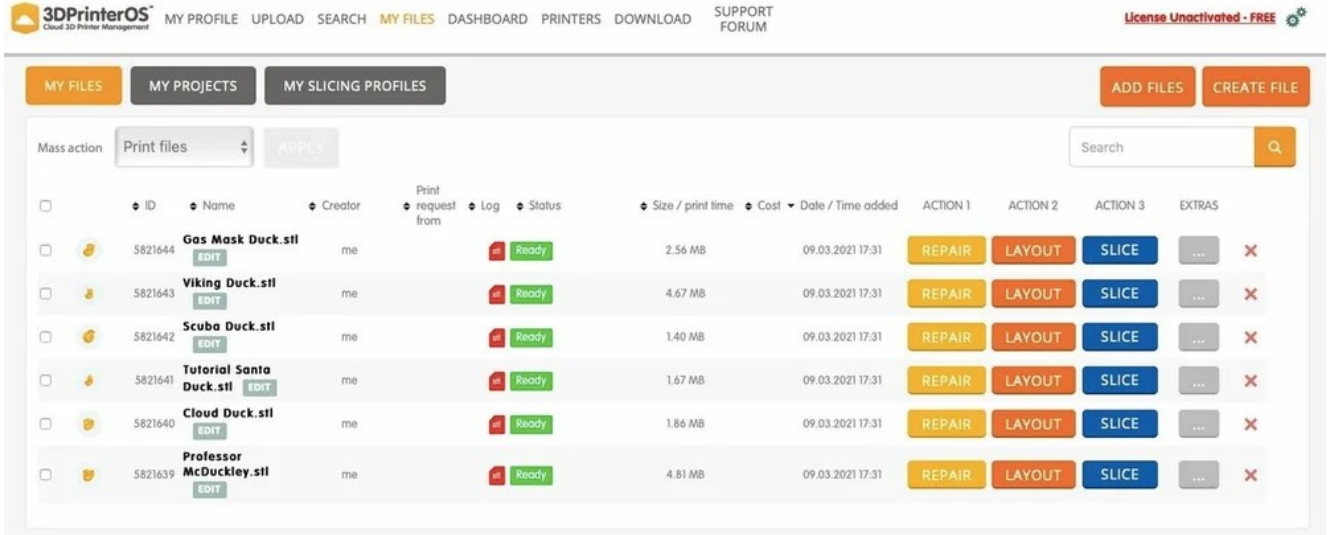 3DPrinterOS™
Cloud 3D Printer Management
MY PROFILE UPLOAD SEARCH MY FILES DASHBOARD PRINTERS DOWNLOAD SUPPORT FORUM
License Unactivated - FREE
MY FILES MY PROJECTS MY SLICING PROFILES ADD FILES CREATE FILE
Mass action Print files APPLY Search
ID Name Creator Print request from Log Status Size / print time Cost Date / Time added ACTION 1 ACTION 2 ACTION 3 EXTRAS
5821644 Gas Mask Duck.stl EDIT me stl Ready 2.56 MB 09.03.2021 17:31 REPAIR LAYOUT SLICE ...
5821643 Viking Duck.stl EDIT me stl Ready 4.67 MB 09.03.2021 17:31 REPAIR LAYOUT SLICE ...
5821642 Scuba Duck.stl EDIT me stl Ready 1.40 MB 09.03.2021 17:31 REPAIR LAYOUT SLICE ...
5821641 Tutorial Santa Duck.stl EDIT me stl Ready 1.67 MB 09.03.2021 17:31 REPAIR LAYOUT SLICE ...
5821640 Cloud Duck.stl EDIT me stl Ready 1.86 MB 09.03.2021 17:31 REPAIR LAYOUT SLICE ...
5821639 Professor McDuckley.stl EDIT me stl Ready 4.81 MB 09.03.2021 17:31 REPAIR LAYOUT SLICE ...